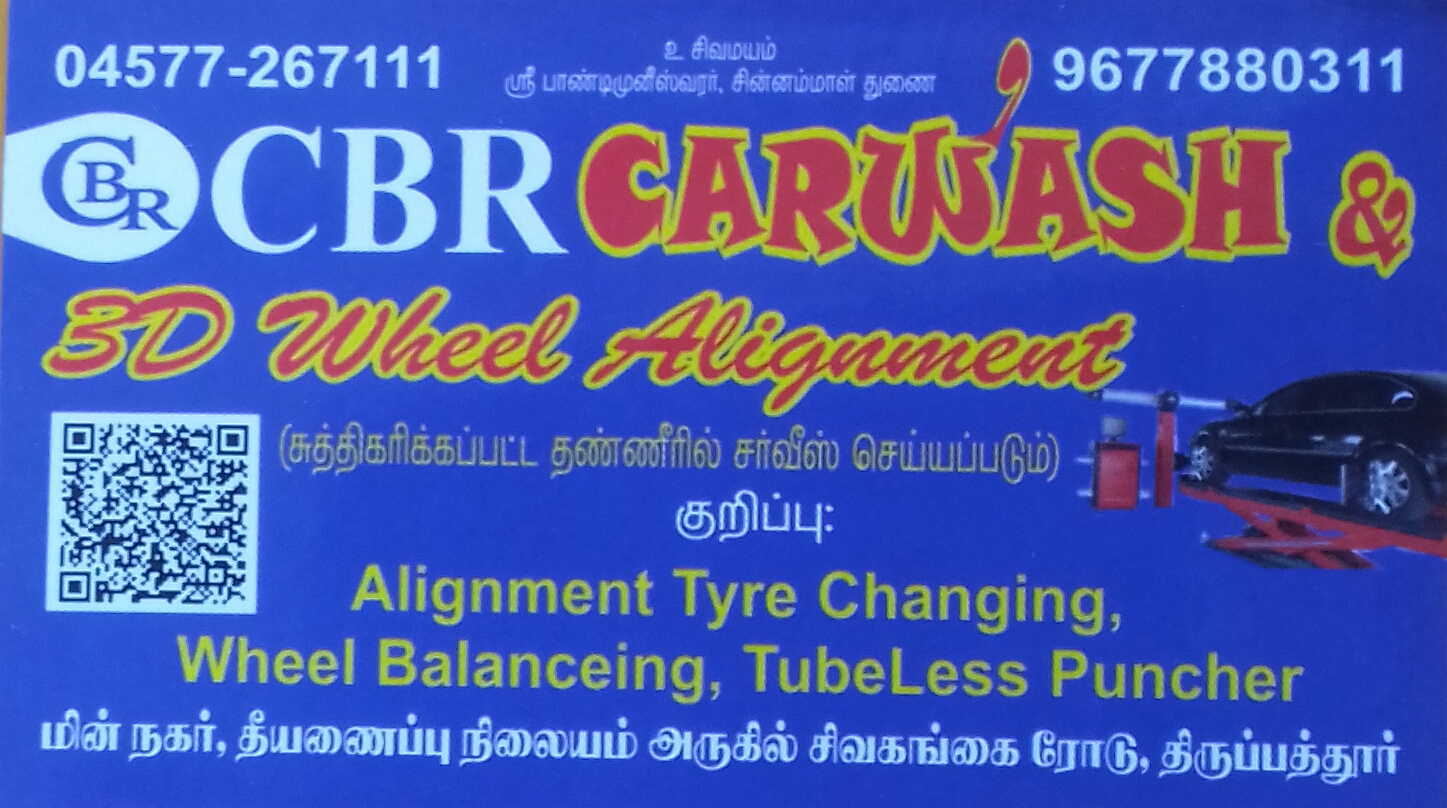 04577-267111
உ சிவமயம்
ஸ்ரீ பாண்டிமுனீஸ்வரர், சின்னம்மாள் துணை
9677880311
CBR
CBR CARWASH &
3D Wheel Alignment
(சுத்திகரிக்கப்பட்ட தண்ணீரில் சர்வீஸ் செய்யப்படும்)
குறிப்பு:
Alignment Tyre Changing,
Wheel Balanceing, TubeLess Puncher
மின் நகர், தீயணைப்பு நிலையம் அருகில் சிவகங்கை ரோடு, திருப்பத்தூர்